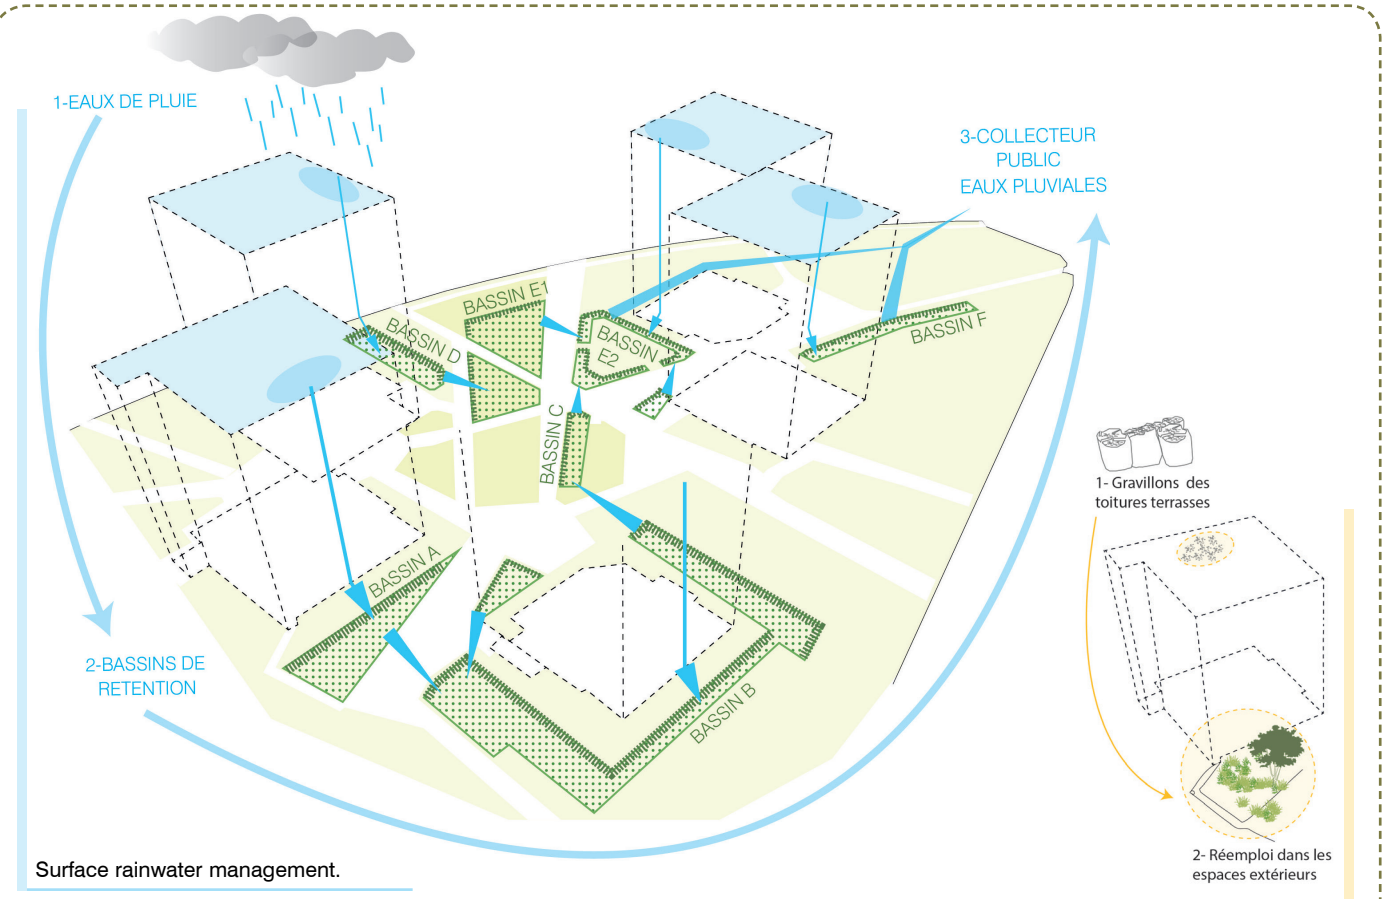 1-EAUX DE PLUIE
3-COLLECTEUR
PUBLIC
EAUX PLUVIALES
BASSIN E1
BASSIN D
BASSIN
E2
BASSIN F
BASSIN C
BASSIN A
BASSIN B
2-BASSINS DE
RETENTION
1- Gravillons des
toitures terrasses
2- Réemploi dans les
espaces extérieurs
Surface rainwater management.